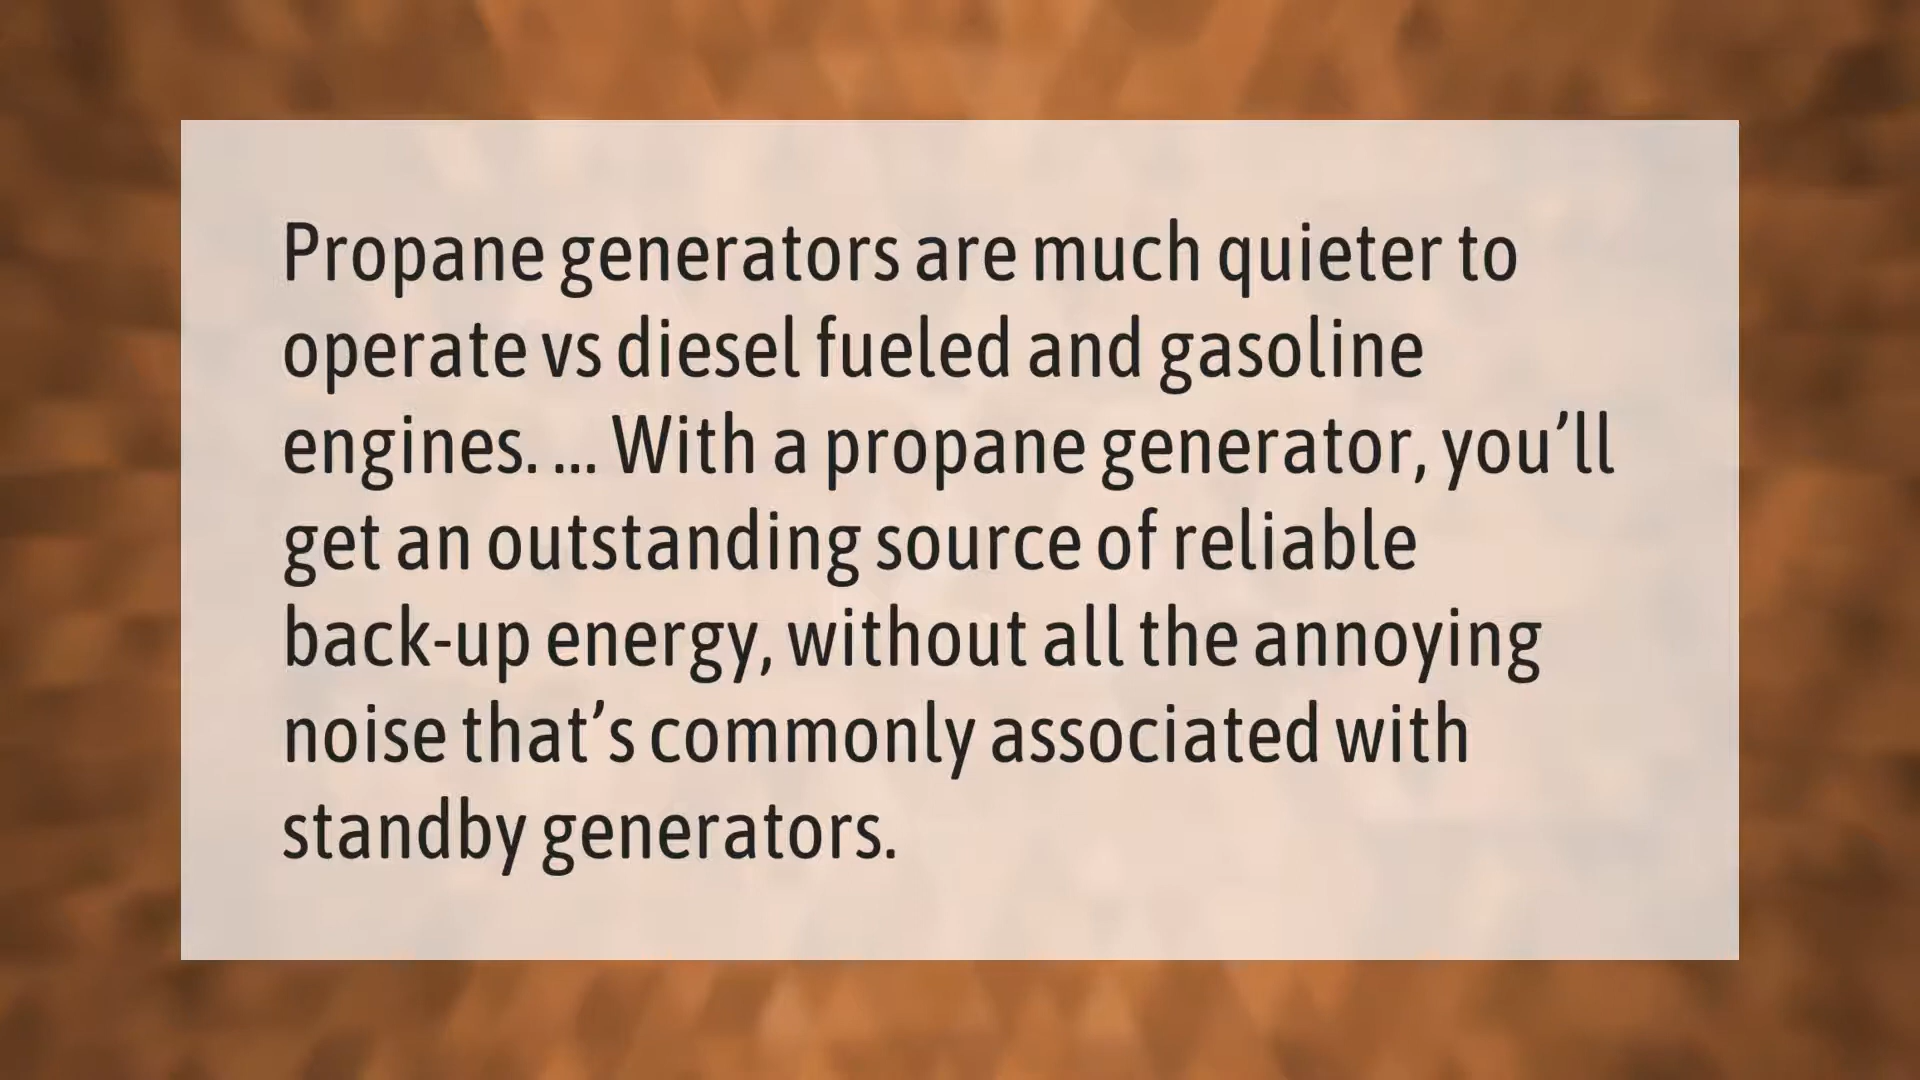 Propane generators are much quieter to
operate vs diesel fueled and gasoline
engines. ... With a propane generator, you’ll
get an outstanding source of reliable
back-up energy, without all the annoying
noise that’s commonly associated with
standby generators.